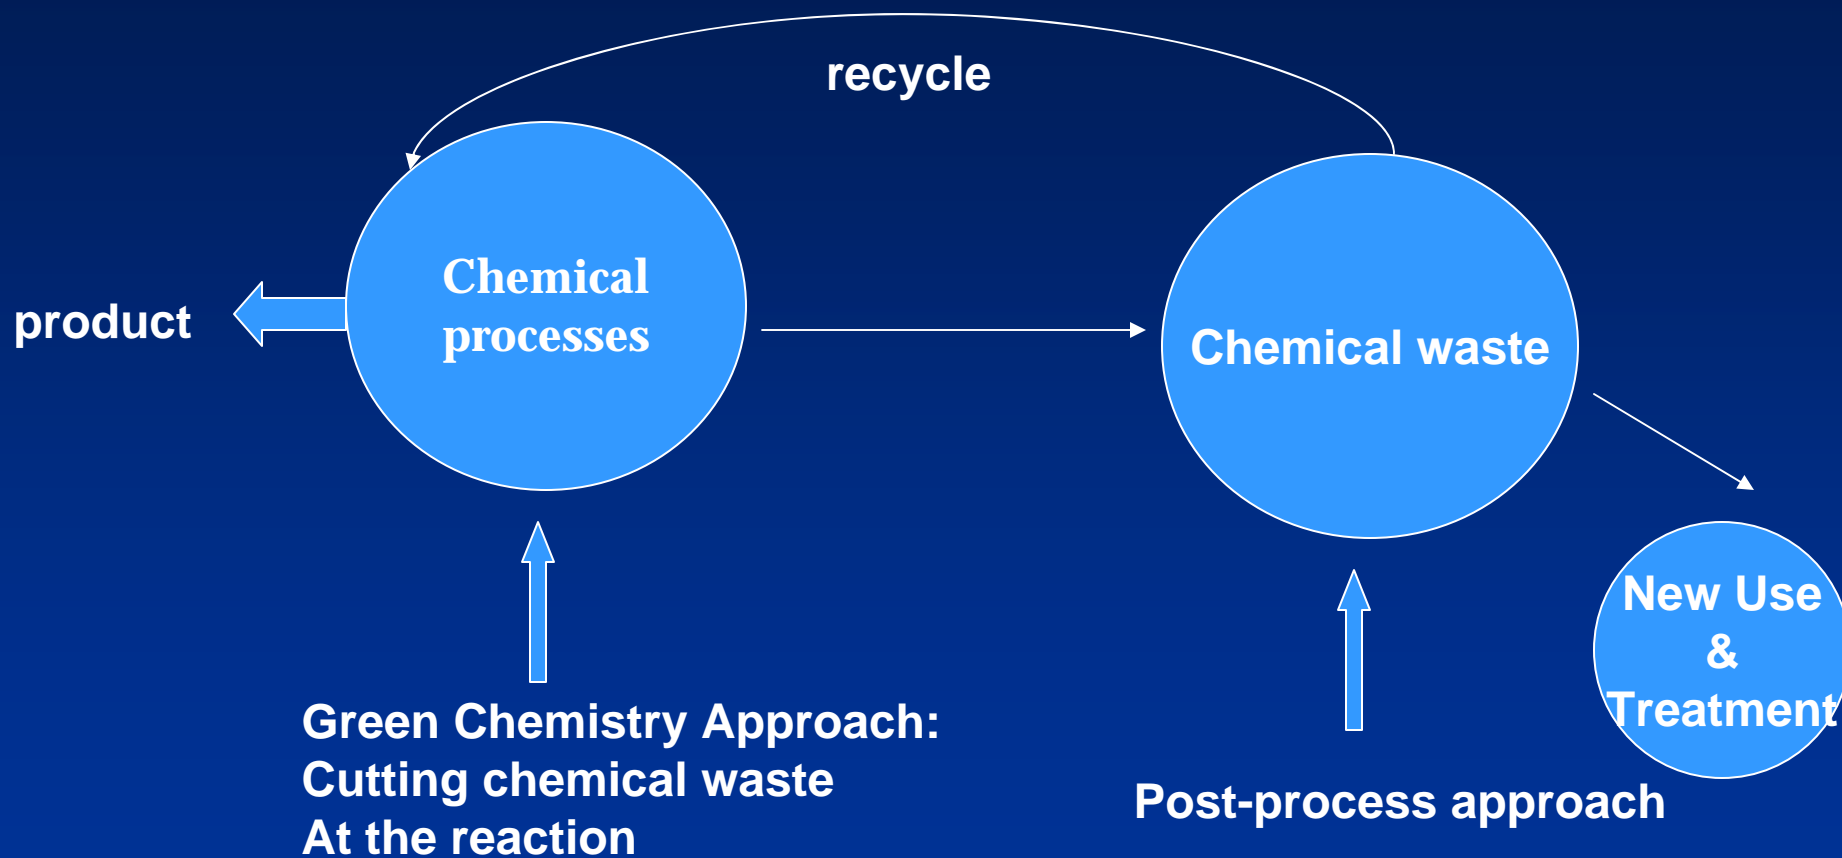 recycle
Chemical
processes
product
Chemical waste
New Use
&
Treatment
Green Chemistry Approach:
Cutting chemical waste
At the reaction
Post-process approach